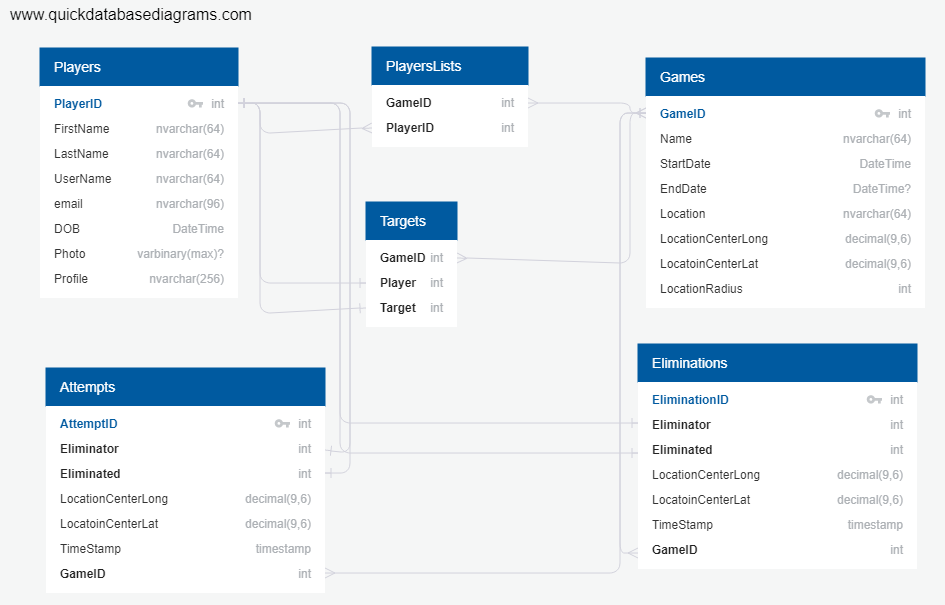 www.quickdatabasediagrams.com
Players
PlayerID int
FirstName nvarchar(64)
LastName nvarchar(64)
UserName nvarchar(64)
email nvarchar(96)
DOB DateTime
Photo varbinary(max)?
Profile nvarchar(256)
PlayersLists
GameID int
PlayerID int
Games
GameID int
Name nvarchar(64)
StartDate DateTime
EndDate DateTime?
Location nvarchar(64)
LocationCenterLong decimal(9,6)
LocatoinCenterLat decimal(9,6)
LocationRadius int
Targets
GameID int
Player int
Target int
Attempts
AttemptID int
Eliminator int
Eliminated int
LocationCenterLong decimal(9,6)
LocatoinCenterLat decimal(9,6)
TimeStamp timestamp
GameID int
Eliminations
EliminationID int
Eliminator int
Eliminated int
LocationCenterLong decimal(9,6)
LocatoinCenterLat decimal(9,6)
TimeStamp timestamp
GameID int